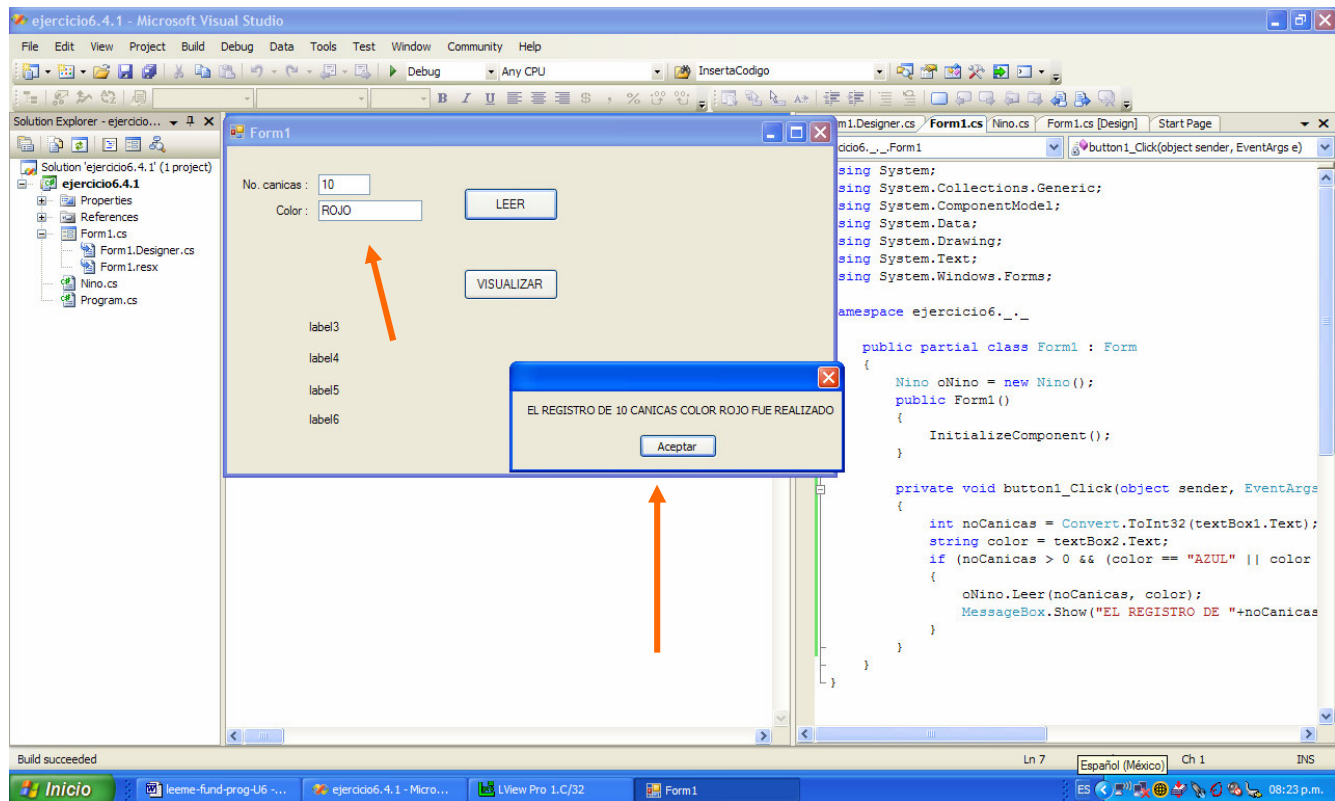 ejercicio6.4.1 - Microsoft Visual Studio
File Edit View Project Build Debug Data Tools Test Window Community Help
Debug Any CPU InsertaCodigo
Solution Explorer - ejercicio...
Solution 'ejercicio6.4.1' (1 project)
ejercicio6.4.1
Properties
References
Form1.cs
Form1.Designer.cs
Form1.resx
Nino.cs
Program.cs
Form1
No. canicas : 10
LEER
Color : ROJO
VISUALIZAR
label3
label4
label5
label6
EL REGISTRO DE 10 CANICAS COLOR ROJO FUE REALIZADO
Aceptar
m1.Designer.cs Form1.cs Nino.cs Form1.cs [Design] Start Page
cicio6._._.Form1 button1_Click(object sender, EventArgs e)
sing System;
sing System.Collections.Generic;
sing System.ComponentModel;
sing System.Data;
sing System.Drawing;
sing System.Text;
sing System.Windows.Forms;
amespace ejercicio6._._
public partial class Form1 : Form
{
Nino oNino = new Nino();
public Form1()
{
InitializeComponent();
}
private void button1_Click(object sender, EventArgs
{
int noCanicas = Convert.ToInt32(textBox1.Text);
string color = textBox2.Text;
if (noCanicas > 0 && (color == "AZUL" || color
{
oNino.Leer(noCanicas, color);
MessageBox.Show("EL REGISTRO DE "+noCanicas
}
}
}
}
Build succeeded Ln 7 Ch 1 INS
Español (México)
Inicio leeme-fund-prog-U6 -... ejercicio6.4.1 - Micro... LView Pro 1.C/32 Form1 ES 08:23 p.m.